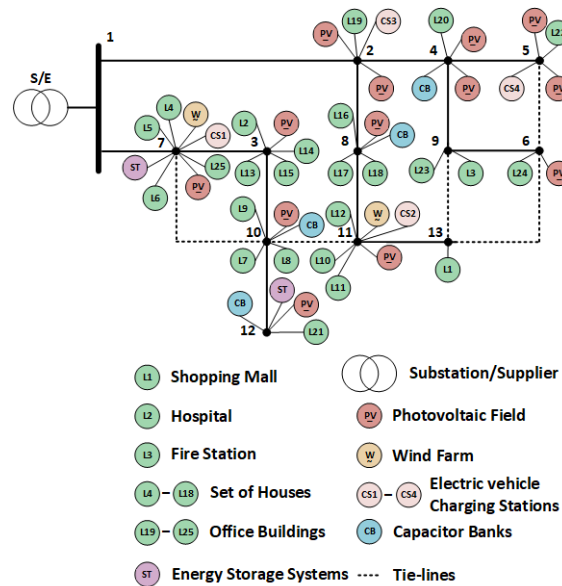 L19 CS3 L20 PV L22
1 PV PV
S/E 2 4 5
L4 W PV CB PV CS4 PV
L5 CS1 L2 PV L16 PV
7 3 L14 8 CB 9 6
ST L25 L13 L15 L17 L18 L23 L3 L24 PV
L6 PV
L9 PV L12 W CS2
10 CB 11 13
L7 L8 L10 PV L1
ST L11
CB PV
12 L21
L1 Shopping Mall
Substation/Supplier
L2 Hospital
PV Photovoltaic Field
L3 Fire Station
W Wind Farm
L4 – L18 Set of Houses
CS1 – CS4 Electric vehicle
Charging Stations
L19 – L25 Office Buildings
CB Capacitor Banks
ST Energy Storage Systems
Tie-lines